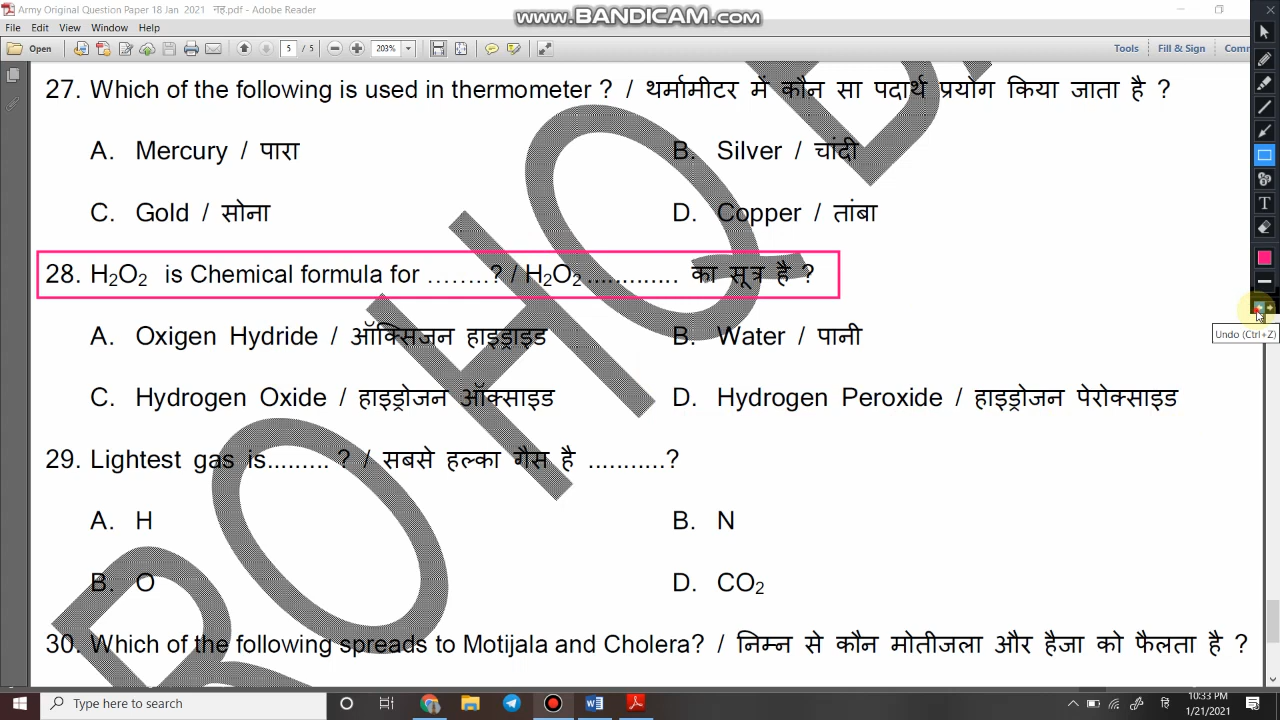 Army Original Question Paper 18 Jan 2021 नह.pdf - Adobe Reader
www.BANDICAM.com
File Edit View Window Help
Open 5 / 5 203% Tools Fill & Sign Comm
27. Which of the following is used in thermometer ? / थर्मामीटर में कौन सा पदार्थ प्रयोग किया जाता है ?
A. Mercury / पारा B. Silver / चांदी
C. Gold / सोना D. Copper / तांबा
28. H2O2 is Chemical formula for ........? / H2O2 ............. का सूत्र है ?
A. Oxigen Hydride / ऑक्सिजन हाइड्राइड B. Water / पानी
C. Hydrogen Oxide / हाइड्रोजन ऑक्साइड D. Hydrogen Peroxide / हाइड्रोजन पेरोक्साइड
Undo (Ctrl+Z)
29. Lightest gas is......... ? / सबसे हल्का गैस है ...........?
A. H B. N
B. O D. CO2
30. Which of the following spreads to Motijala and Cholera? / निम्न से कौन मोतीजला और हैजा को फैलता है ?
Type here to search
10:33 PM
1/21/2021